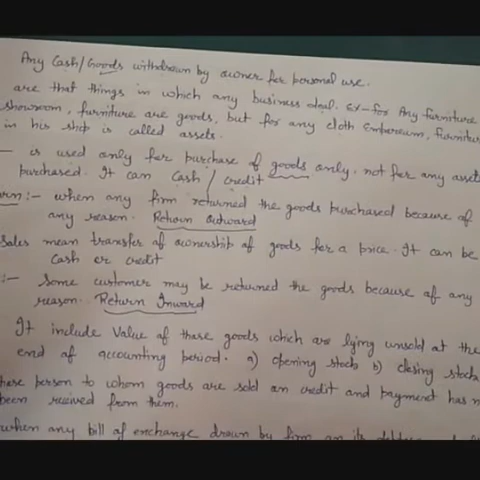 Any Cash/Goods withdrawn by owner for personal use.
are that things in which any business deal. Ex-for Any furniture
showroom, furniture are goods, but for any cloth Emporeum, furnitur
in his ship is called assets.
:- is used only for purchase of goods only. not for any asset
purchased. It can Cash / credit
urn:- when any firm returned the goods purchased because of
any reason. Return Outward
Sales mean transfer of ownership of goods for a price. It can be
Cash or credit
:- Some customer may be returned the goods because of any
reason. Return Inward
It include value of these goods which are lying unsold at the
end of accounting period. a) opening stock b) closing stock
hese person to whom goods are sold on credit and payment has n
been received from them.
when any bill of exchange drawn by firm on its